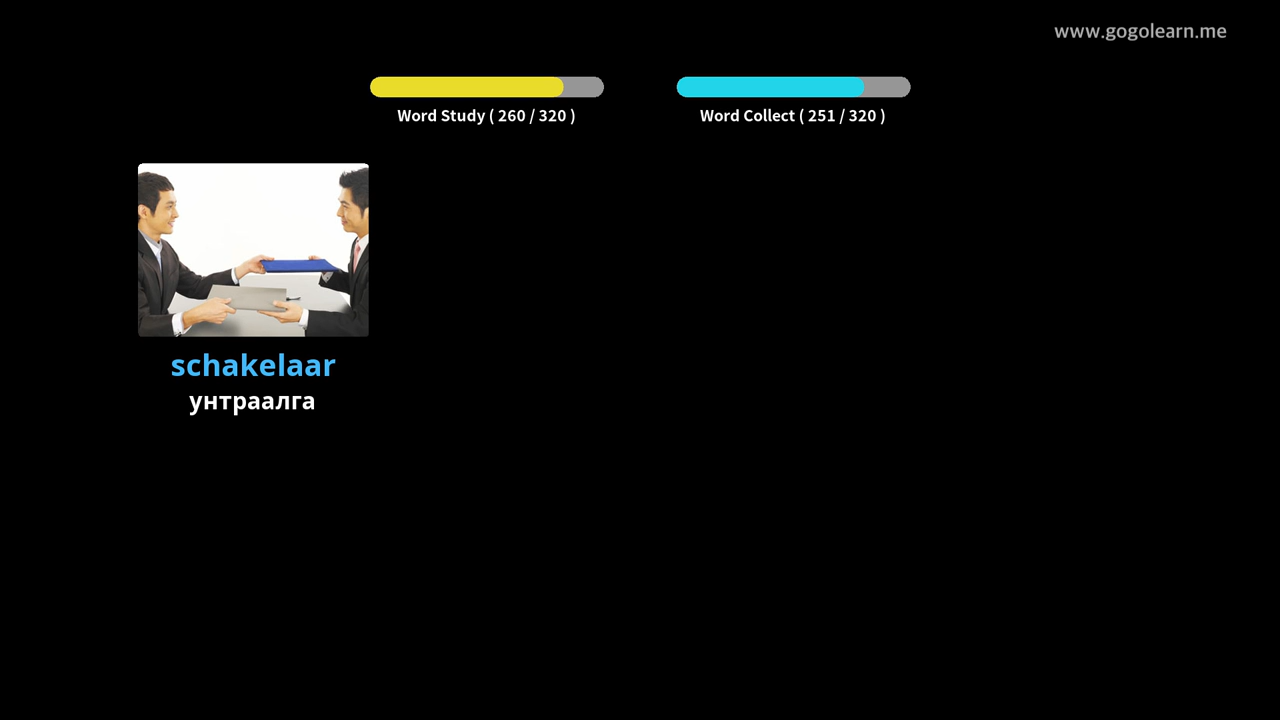 www.gogolearn.me
Word Study ( 260 / 320 )
Word Collect ( 251 / 320 )
schakelaar
унтраалга